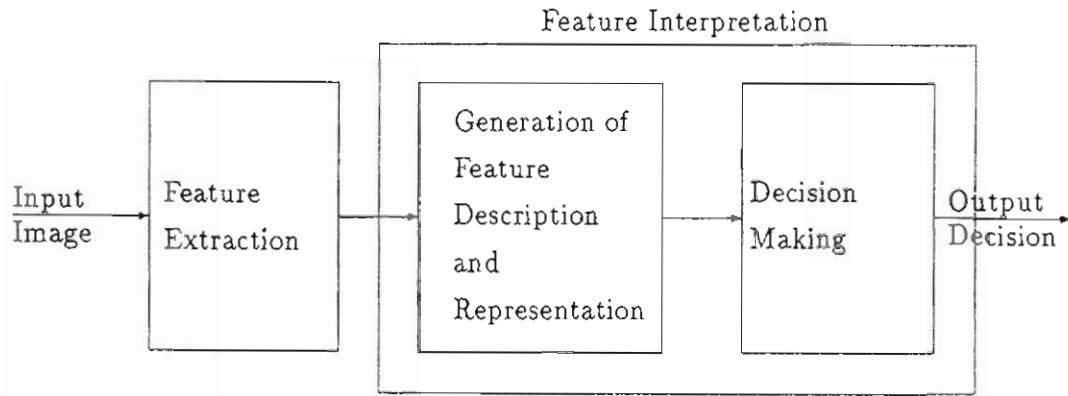 Feature Interpretation
Input
Image
Feature
Extraction
Generation of
Feature
Description
and
Representation
Decision
Making
Output
Decision